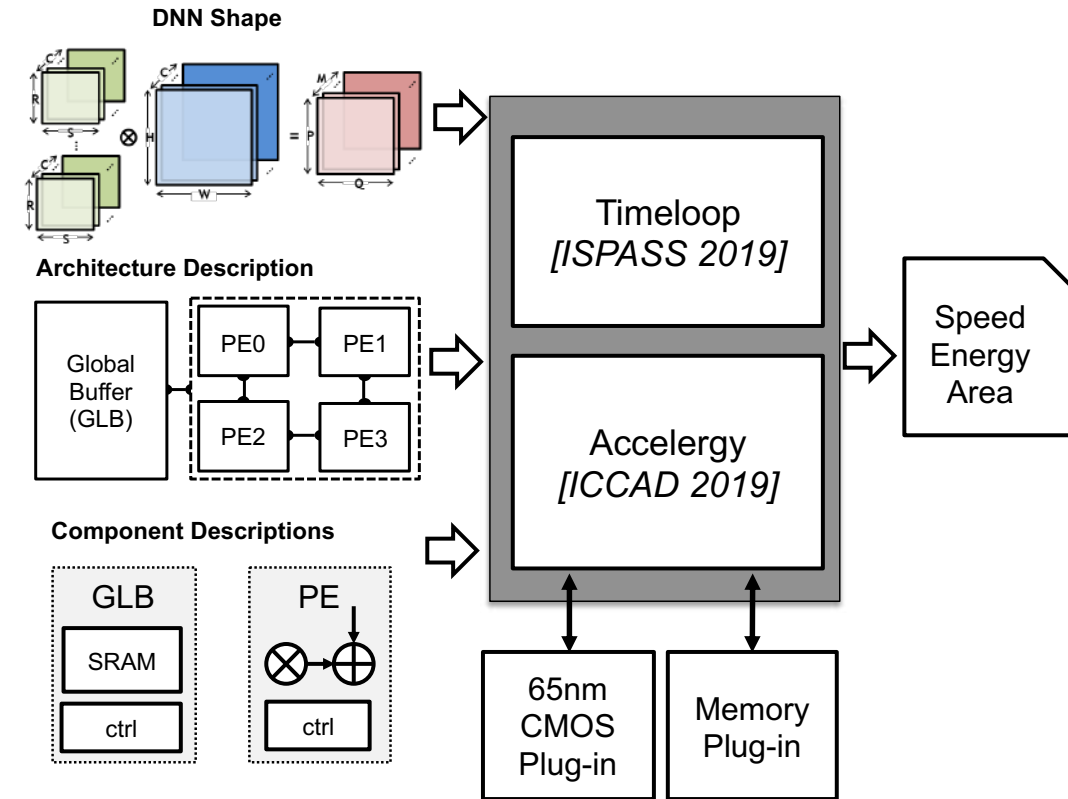 DNN Shape
C
R
S
C
R
S
⊗
C
H
W
=
M
P
Q
Architecture Description
Global
Buffer
(GLB)
PE0
PE1
PE2
PE3
Component Descriptions
GLB
SRAM
ctrl
PE
ctrl
Timeloop
[ISPASS 2019]
Accelergy
[ICCAD 2019]
65nm
CMOS
Plug-in
Memory
Plug-in
Speed
Energy
Area